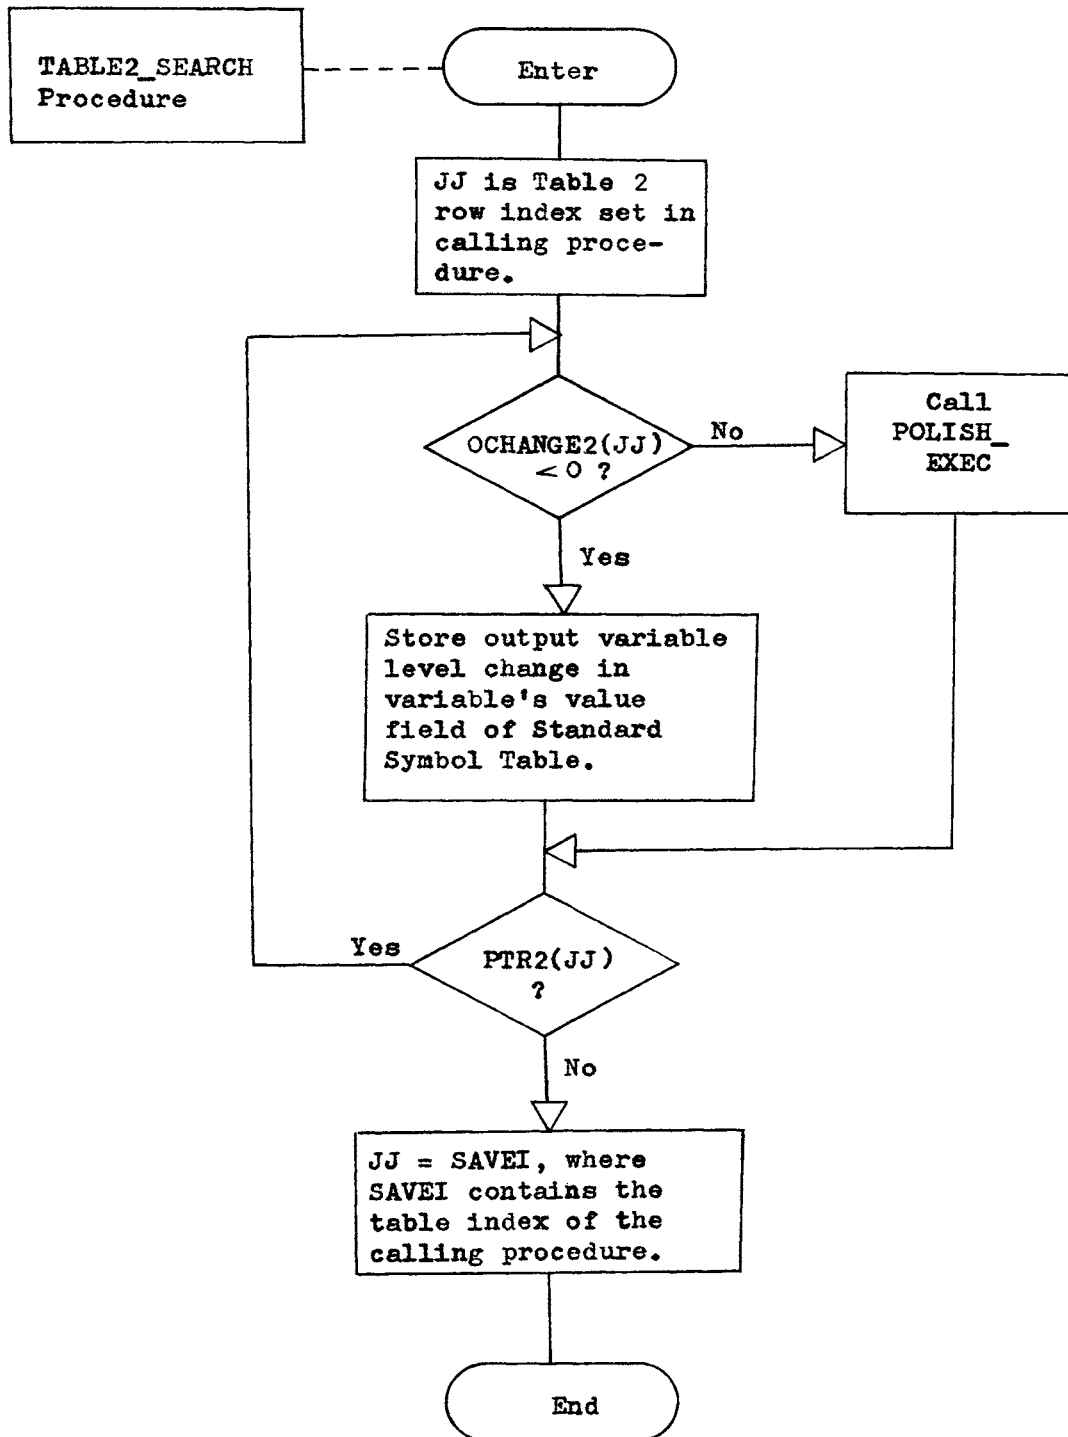 TABLE2_SEARCH
Procedure
Enter
JJ is Table 2
row index set in
calling proce-
dure.
OCHANGE2(JJ)
< 0 ?
No
Call
POLISH_
EXEC
Yes
Store output variable
level change in
variable's value
field of Standard
Symbol Table.
Yes
PTR2(JJ)
?
No
JJ = SAVEI, where
SAVEI contains the
table index of the
calling procedure.
End